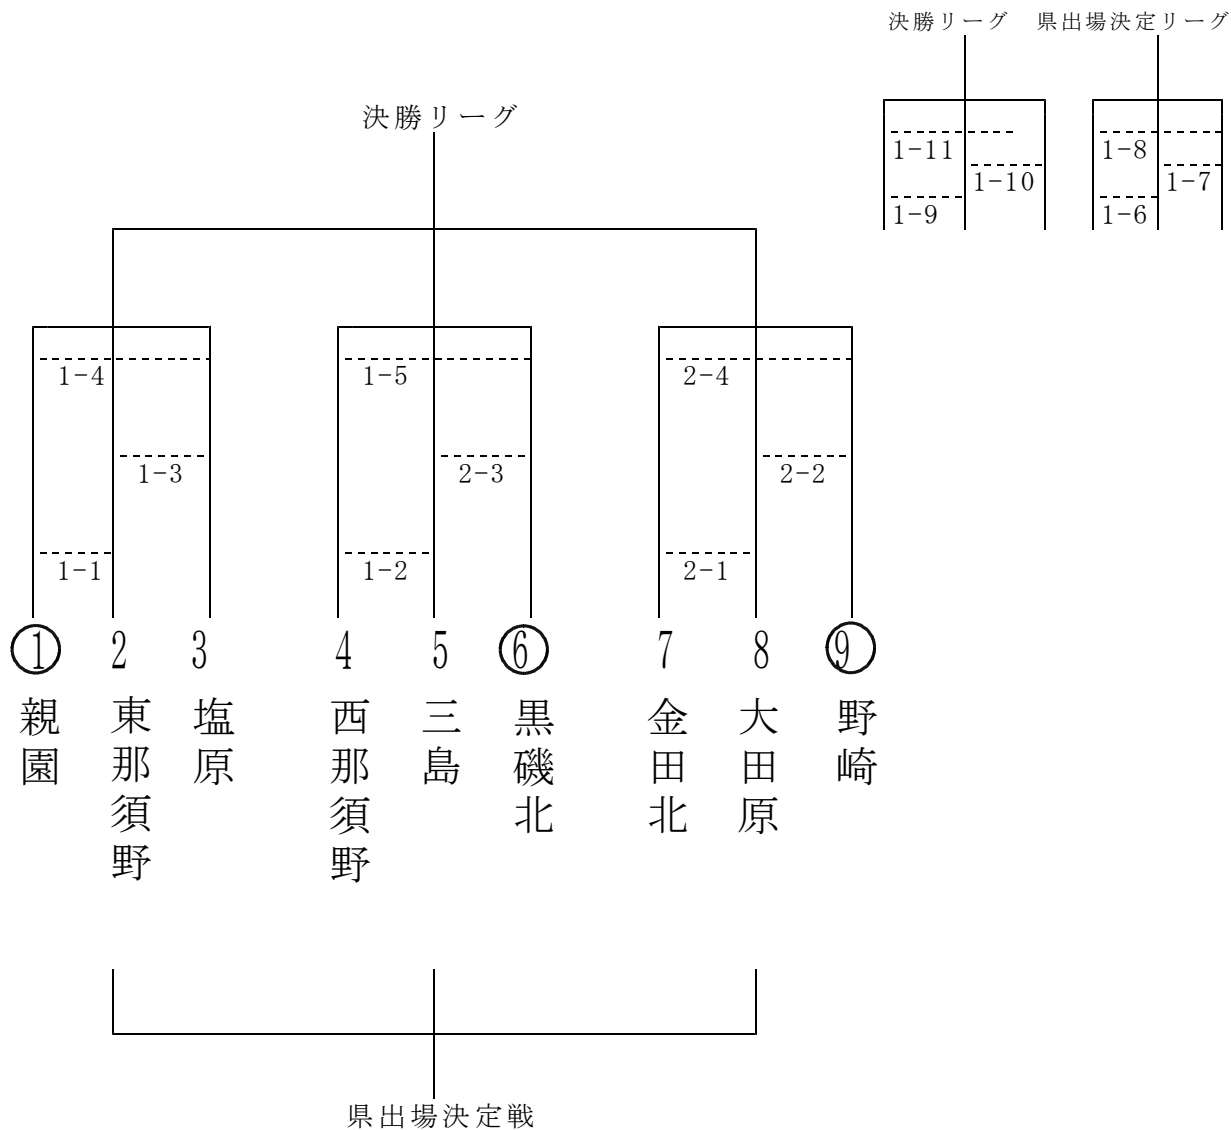 決勝リーグ 県出場決定リーグ
決勝リーグ
1-11 1-8
1-10 1-7
1-9 1-6
1-4 1-5 2-4
1-3 2-3 2-2
1-1 1-2 2-1
① 2 3 4 5 ⑥ 7 8 ⑨
親園
東那須野
塩原
西那須野
三島
黒磯北
金田北
大田原
野崎
県出場決定戦